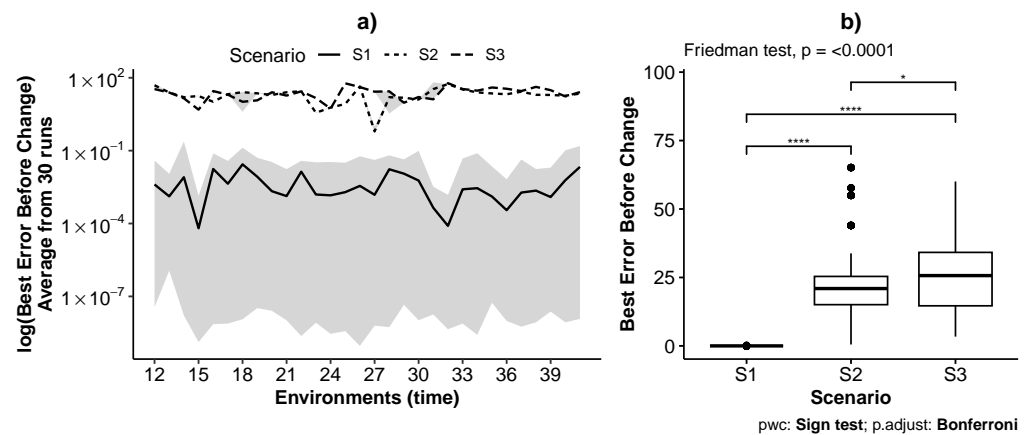 a)
Scenario S1 S2 S3
log(Best Error Before Change)
Average from 30 runs
1×10²
1×10⁻¹
1×10⁻⁴
1×10⁻⁷
12 15 18 21 24 27 30 33 36 39
Environments (time)
b)
Friedman test, p = <0.0001
Best Error Before Change
100
75
50
25
0
*
****
****
S1 S2 S3
Scenario
pwc: Sign test; p.adjust: Bonferroni